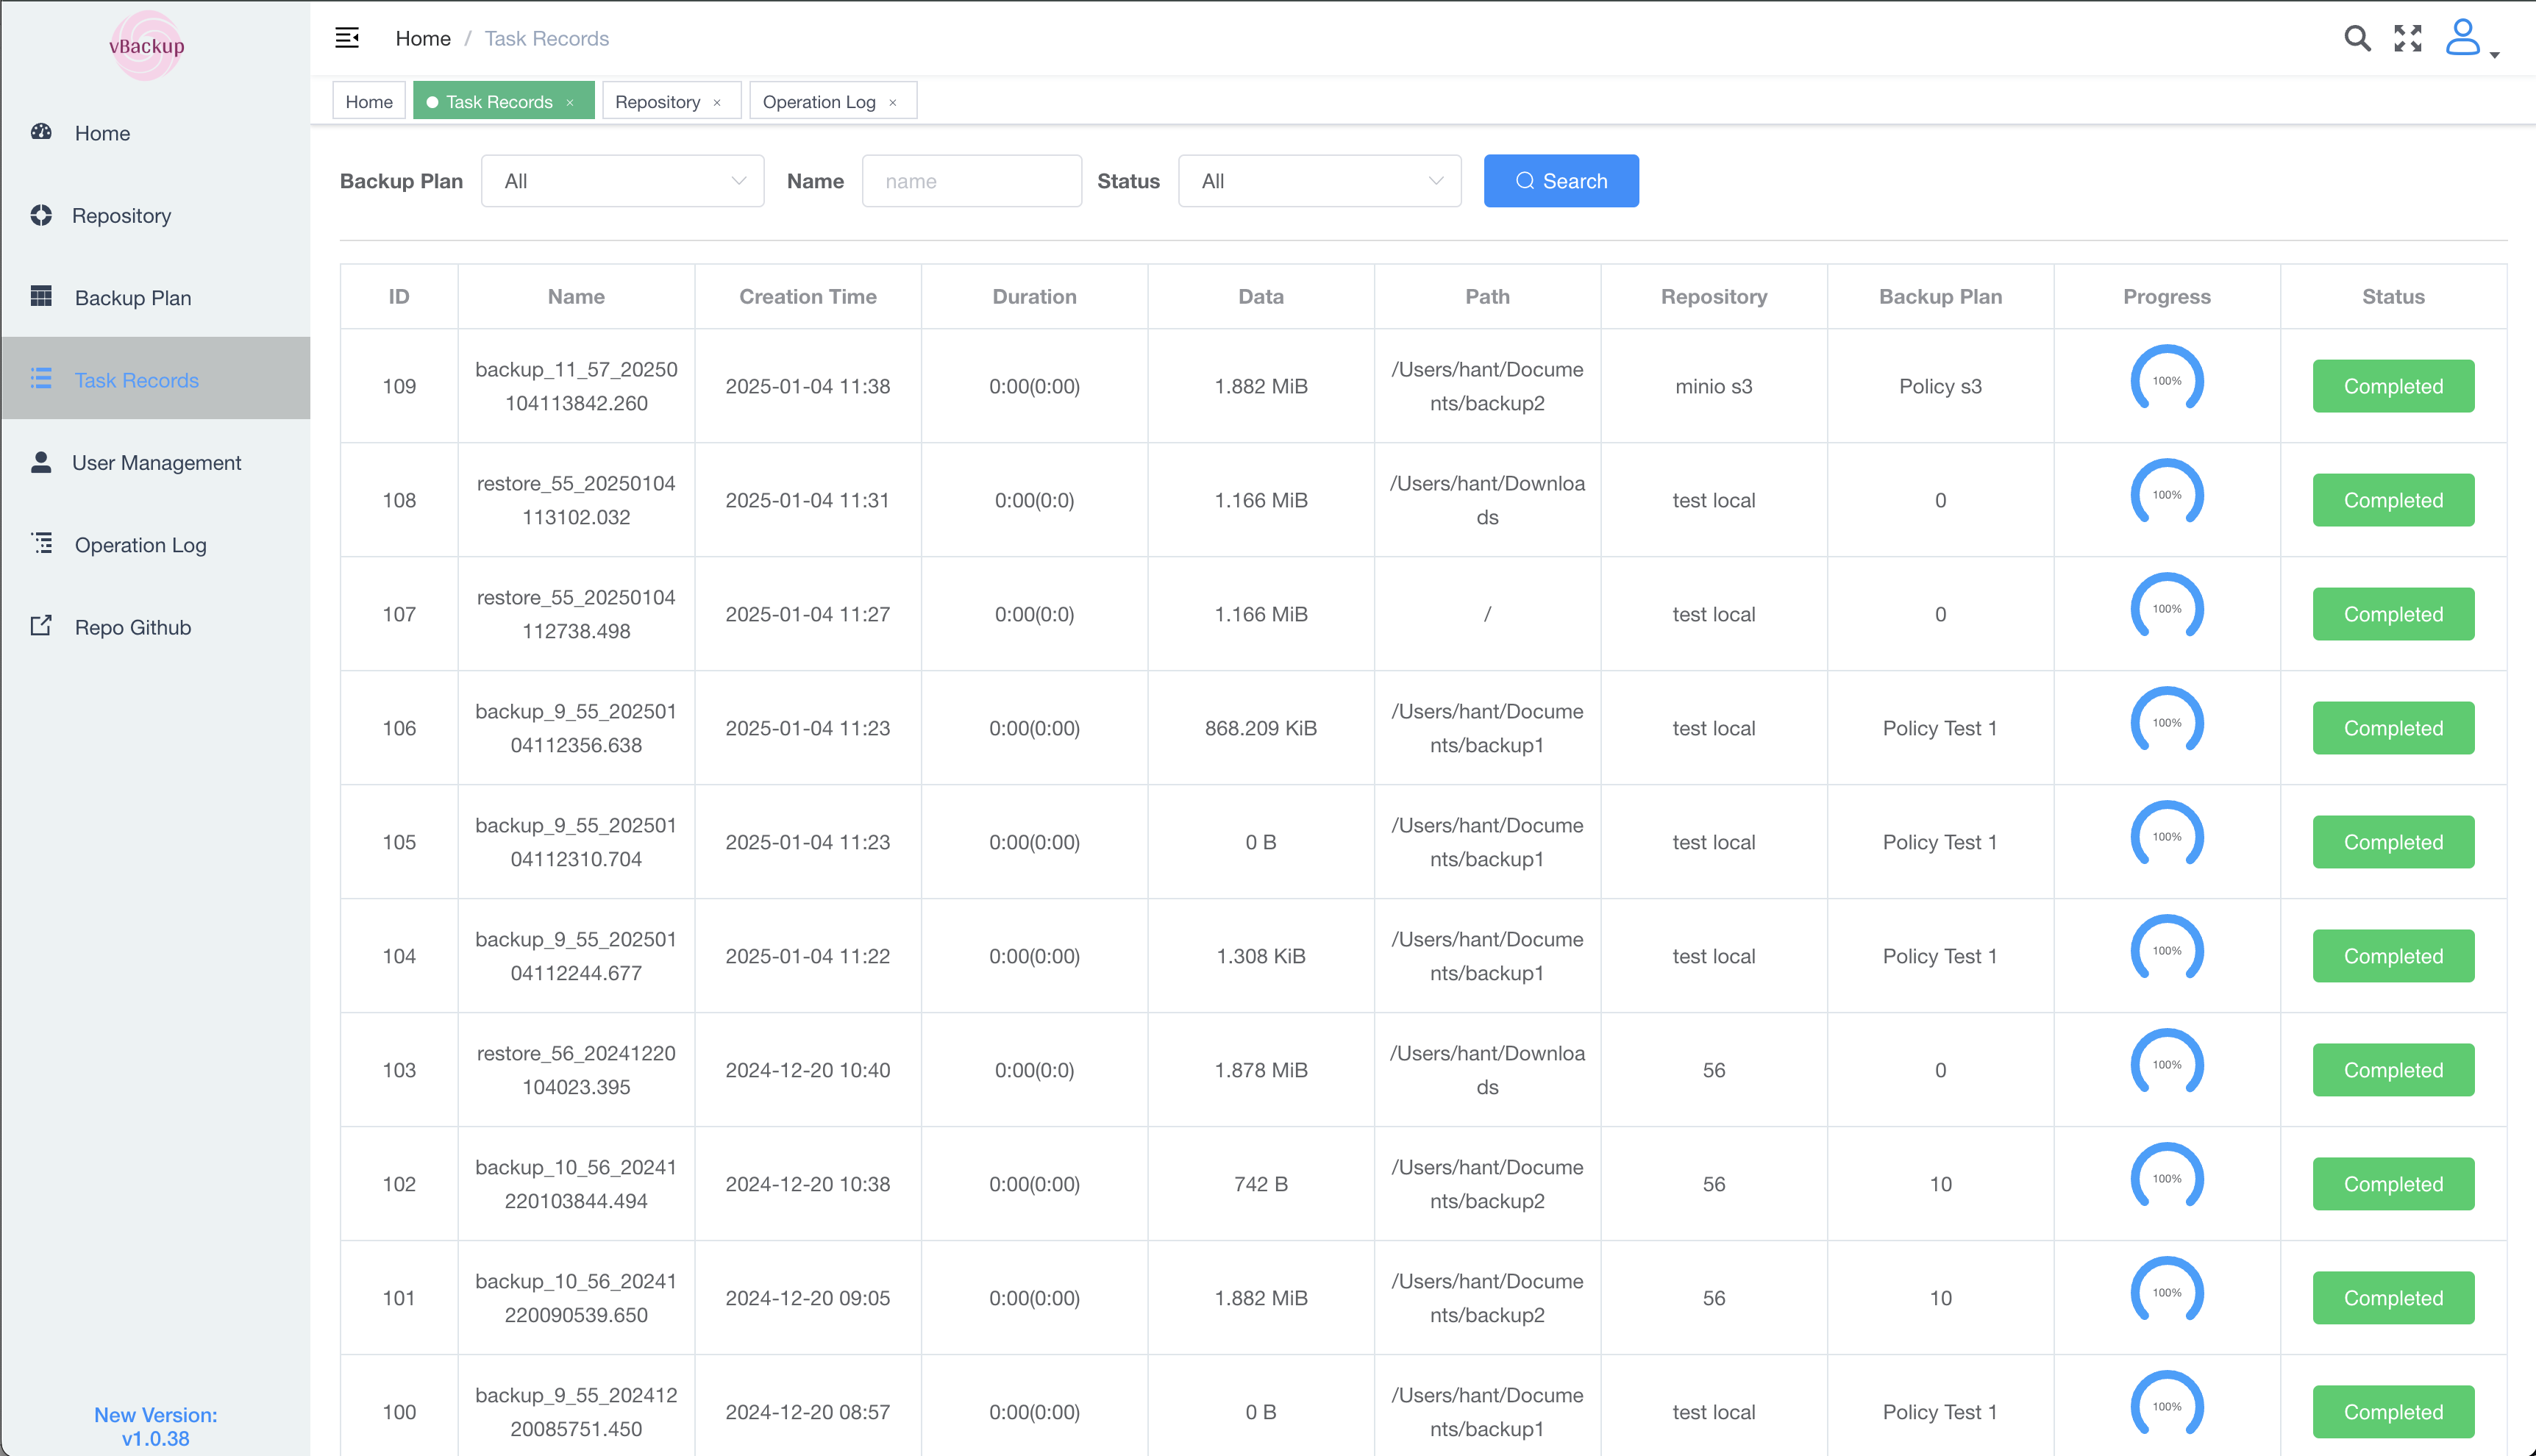 vBackup
Home / Task Records
Home
Task Records ×
Repository ×
Operation Log ×
Home
Repository
Backup Plan
Task Records
User Management
Operation Log
Repo Github
New Version:
v1.0.38
Backup Plan All Name name Status All Search
ID Name Creation Time Duration Data Path Repository Backup Plan Progress Status
109 backup_11_57_20250 2025-01-04 11:38 0:00(0:00) 1.882 MiB /Users/hant/Docume minio s3 Policy s3 100% Completed
104113842.260 nts/backup2
108 restore_55_20250104 2025-01-04 11:31 0:00(0:0) 1.166 MiB /Users/hant/Downloa test local 0 100% Completed
113102.032 ds
107 restore_55_20250104 2025-01-04 11:27 0:00(0:0) 1.166 MiB / test local 0 100% Completed
112738.498
106 backup_9_55_202501 2025-01-04 11:23 0:00(0:00) 868.209 KiB /Users/hant/Docume test local Policy Test 1 100% Completed
04112356.638 nts/backup1
105 backup_9_55_202501 2025-01-04 11:23 0:00(0:00) 0 B /Users/hant/Docume test local Policy Test 1 100% Completed
04112310.704 nts/backup1
104 backup_9_55_202501 2025-01-04 11:22 0:00(0:00) 1.308 KiB /Users/hant/Docume test local Policy Test 1 100% Completed
04112244.677 nts/backup1
103 restore_56_20241220 2024-12-20 10:40 0:00(0:0) 1.878 MiB /Users/hant/Downloa 56 0 100% Completed
104023.395 ds
102 backup_10_56_20241 2024-12-20 10:38 0:00(0:00) 742 B /Users/hant/Docume 56 10 100% Completed
220103844.494 nts/backup2
101 backup_10_56_20241 2024-12-20 09:05 0:00(0:00) 1.882 MiB /Users/hant/Docume 56 10 100% Completed
220090539.650 nts/backup2
100 backup_9_55_202412 2024-12-20 08:57 0:00(0:00) 0 B /Users/hant/Docume test local Policy Test 1 100% Completed
20085751.450 nts/backup1